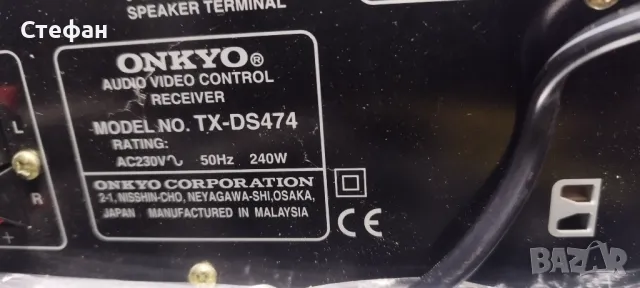 Стефан
SPEAKER TERMINAL
ONKYO®
AUDIO VIDEO CONTROL
RECEIVER
MODEL NO. TX-DS474
RATING:
AC230V∿ 50Hz 240W
ONKYO CORPORATION
2-1, NISSHIN-CHO, NEYAGAWA-SHI, OSAKA,
JAPAN MANUFACTURED IN MALAYSIA
CE
L
R
+
BAZAR